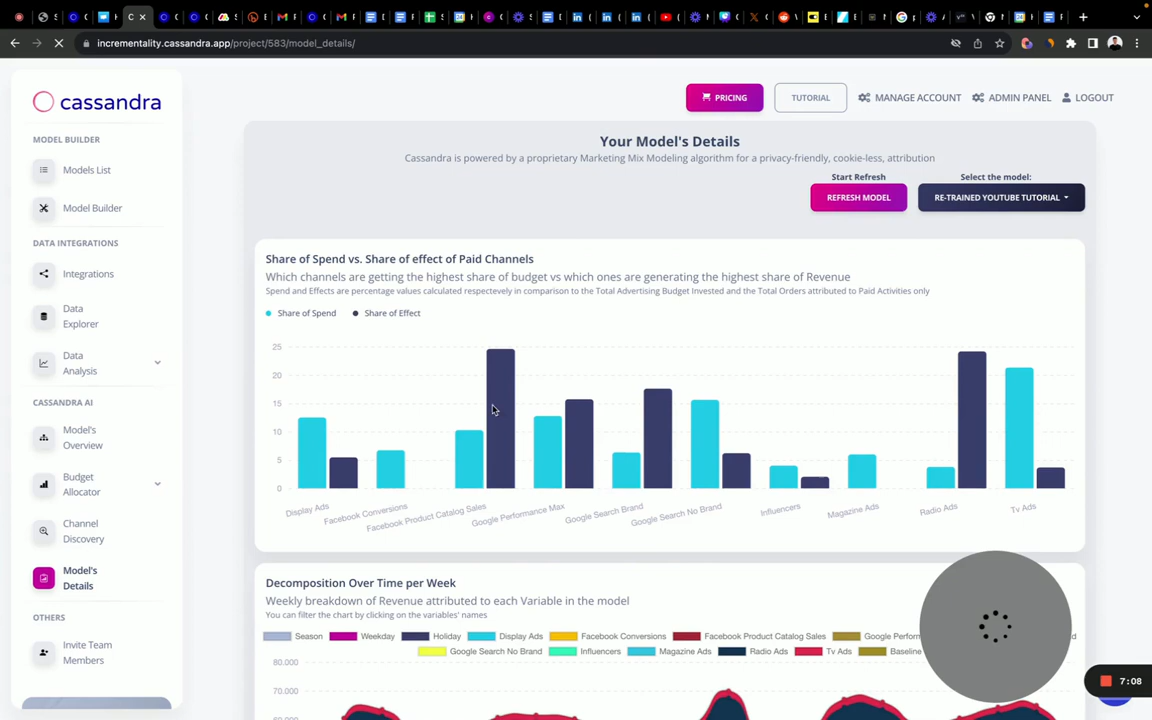 incrementality.cassandra.app/project/583/model_details/
cassandra
PRICING
TUTORIAL
MANAGE ACCOUNT
ADMIN PANEL
LOGOUT
MODEL BUILDER
Models List
Model Builder
DATA INTEGRATIONS
Integrations
Data
Explorer
Data
Analysis
CASSANDRA AI
Model's
Overview
Budget
Allocator
Channel
Discovery
Model's
Details
OTHERS
Invite Team
Members
Your Model's Details
Cassandra is powered by a proprietary Marketing Mix Modeling algorithm for a privacy-friendly, cookie-less, attribution
Start Refresh
Select the model:
REFRESH MODEL
RE-TRAINED YOUTUBE TUTORIAL
Share of Spend vs. Share of effect of Paid Channels
Which channels are getting the highest share of budget vs which ones are generating the highest share of Revenue
Spend and Effects are percentage values calculated respectevely in comparison to the Total Advertising Budget Invested and the Total Orders attributed to Paid Activities only
Share of Spend
Share of Effect
25
20
15
10
5
0
Display Ads
Facebook Conversions
Facebook Product Catalog Sales
Google Performance Max
Google Search Brand
Google Search No Brand
Influencers
Magazine Ads
Radio Ads
Tv Ads
Decomposition Over Time per Week
Weekly breakdown of Revenue attributed to each Variable in the model
You can filter the chart by clicking on the variables' names
Season
Weekday
Holiday
Display Ads
Facebook Conversions
Facebook Product Catalog Sales
Google Perform
Google Search No Brand
Influencers
Magazine Ads
Radio Ads
Tv Ads
Baseline
80.000
70.000
7:08